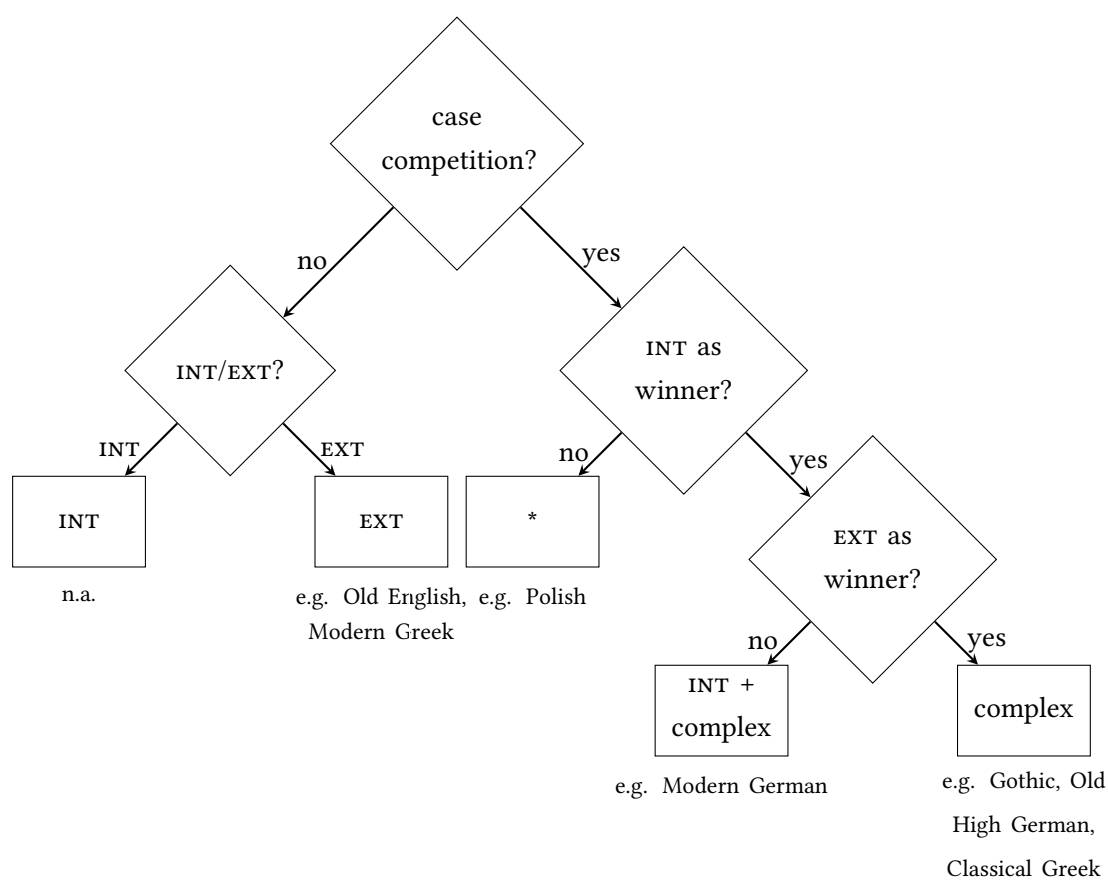 case
competition?
no
yes
INT/EXT?
INT as
winner?
INT
EXT
no
yes
INT
EXT
*
EXT as
winner?
n.a.
e.g. Old English,
Modern Greek
e.g. Polish
no
yes
INT +
complex
complex
e.g. Modern German
e.g. Gothic, Old
High German,
Classical Greek